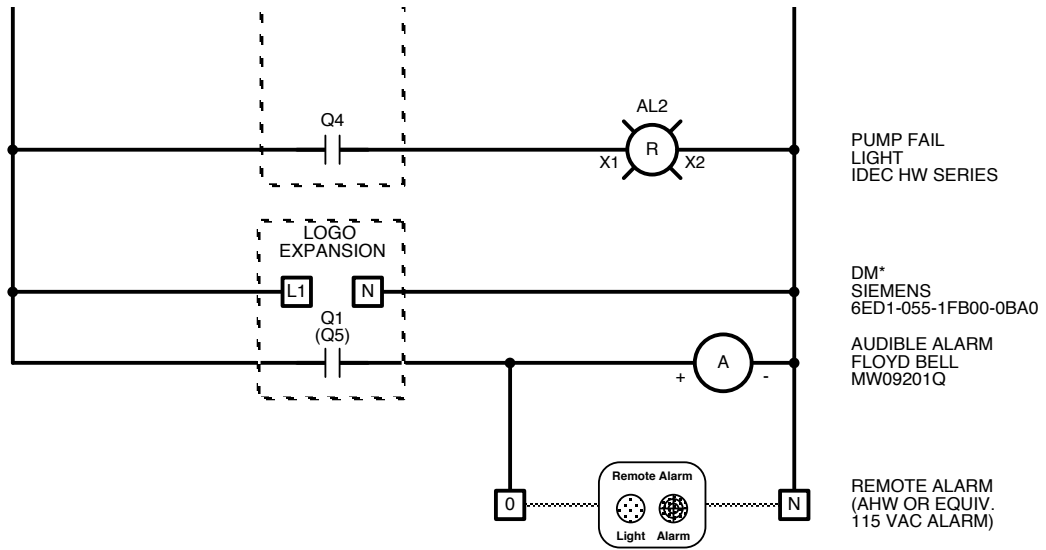 Q4
AL2
X1
R
X2
PUMP FAIL
LIGHT
IDEC HW SERIES
LOGO
EXPANSION
L1
N
DM*
SIEMENS
6ED1-055-1FB00-0BA0
Q1
(Q5)
+
A
-
AUDIBLE ALARM
FLOYD BELL
MW09201Q
0
Remote Alarm
Light Alarm
N
REMOTE ALARM
(AHW OR EQUIV.
115 VAC ALARM)